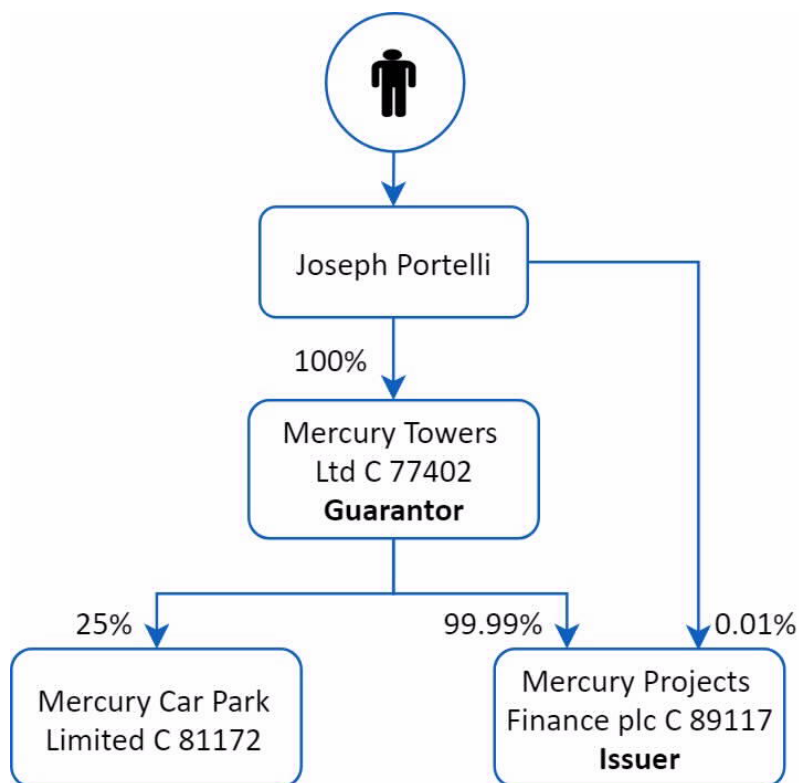 Joseph Portelli
100%
Mercury Towers
Ltd C 77402
Guarantor
25%
99.99%
0.01%
Mercury Car Park
Limited C 81172
Mercury Projects
Finance plc C 89117
Issuer